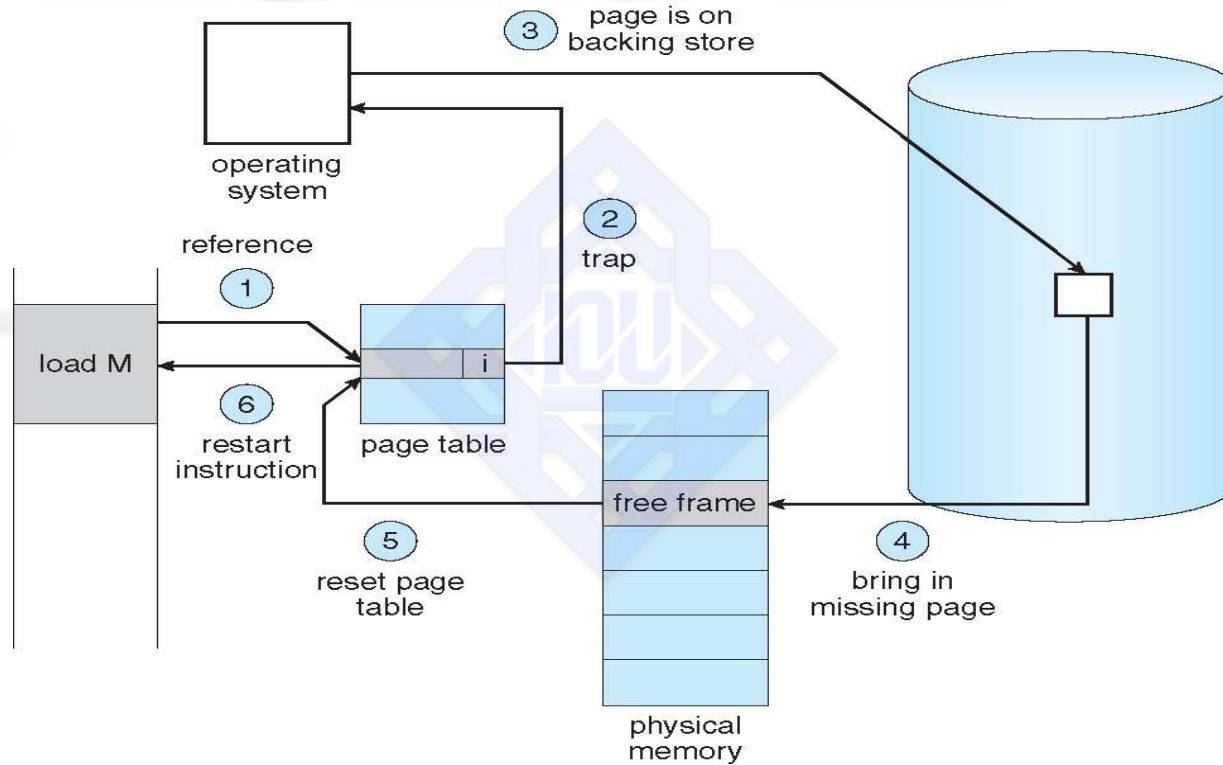 3
page is on
backing store
operating
system
2
trap
reference
1
load M
i
6
restart
instruction
page table
free frame
5
reset page
table
4
bring in
missing page
physical
memory